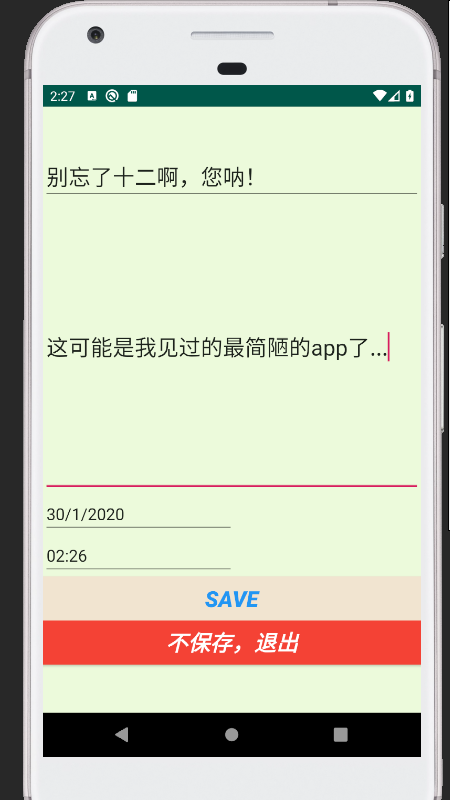 2:27
别忘了十二啊，您呐！
这可能是我见过的最简陋的app了...
30/1/2020
02:26
SAVE
不保存，退出